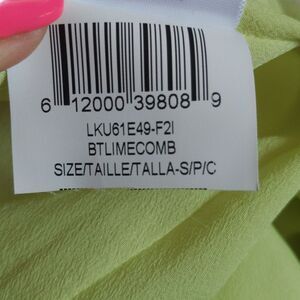 6 12000 39808 9
LKU61E49-F2I
BTLIMECOMB
SIZE/TAILLE/TALLA-S/P/C